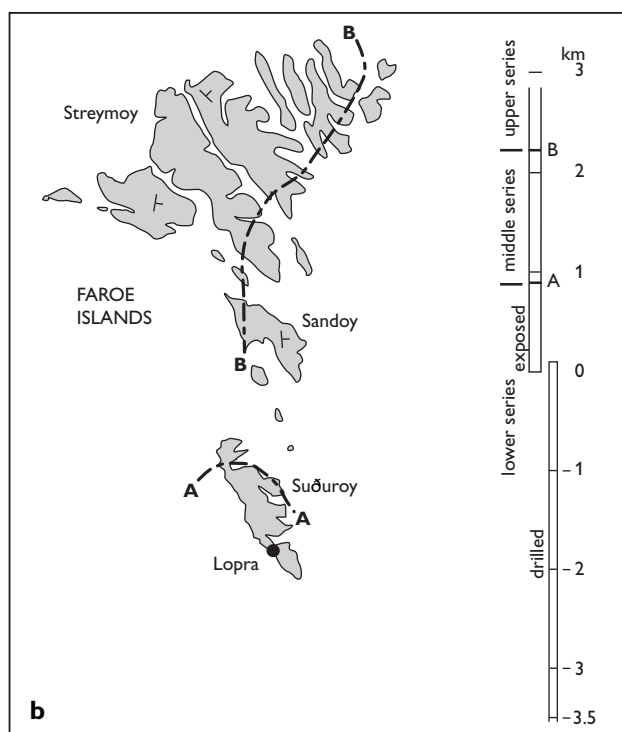 B
km
3
Streymoy
upper series
B
2
middle series
1
A
FAROE
ISLANDS
Sandoy
exposed
0
B
lower series
A
Suðuroy
A
−1
Lopra
drilled
−2
−3
−3.5
b